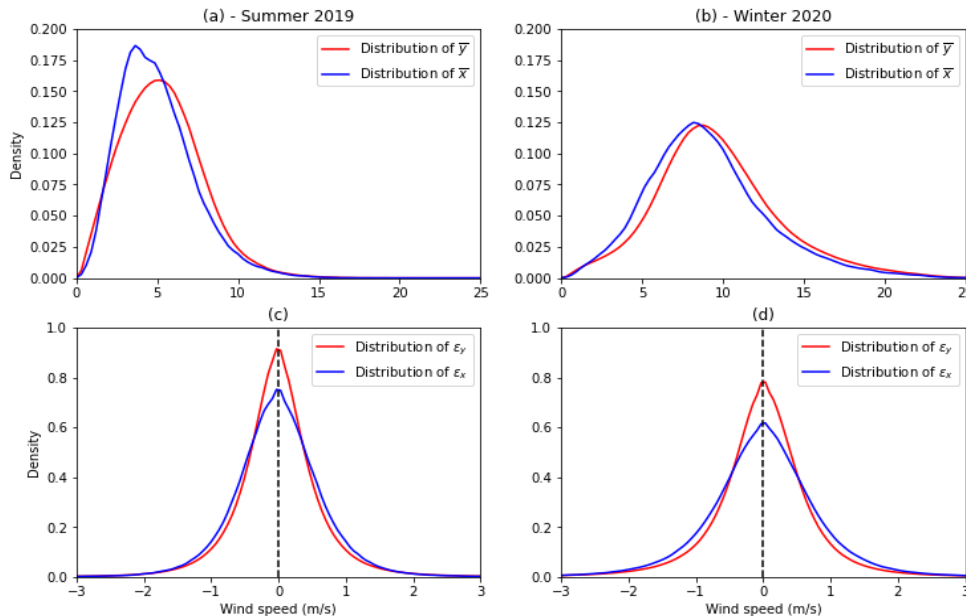 (a) - Summer 2019
Density
0.200
0.175
0.150
0.125
0.100
0.075
0.050
0.025
0.000
Distribution of y̅
Distribution of x̅
0 5 10 15 20 25
(b) - Winter 2020
0.200
0.175
0.150
0.125
0.100
0.075
0.050
0.025
0.000
Distribution of y̅
Distribution of x̅
0 5 10 15 20 25
(c)
Density
1.0
0.8
0.6
0.4
0.2
0.0
Distribution of εy
Distribution of εx
−3 −2 −1 0 1 2 3
Wind speed (m/s)
(d)
1.0
0.8
0.6
0.4
0.2
0.0
Distribution of εy
Distribution of εx
−3 −2 −1 0 1 2 3
Wind speed (m/s)